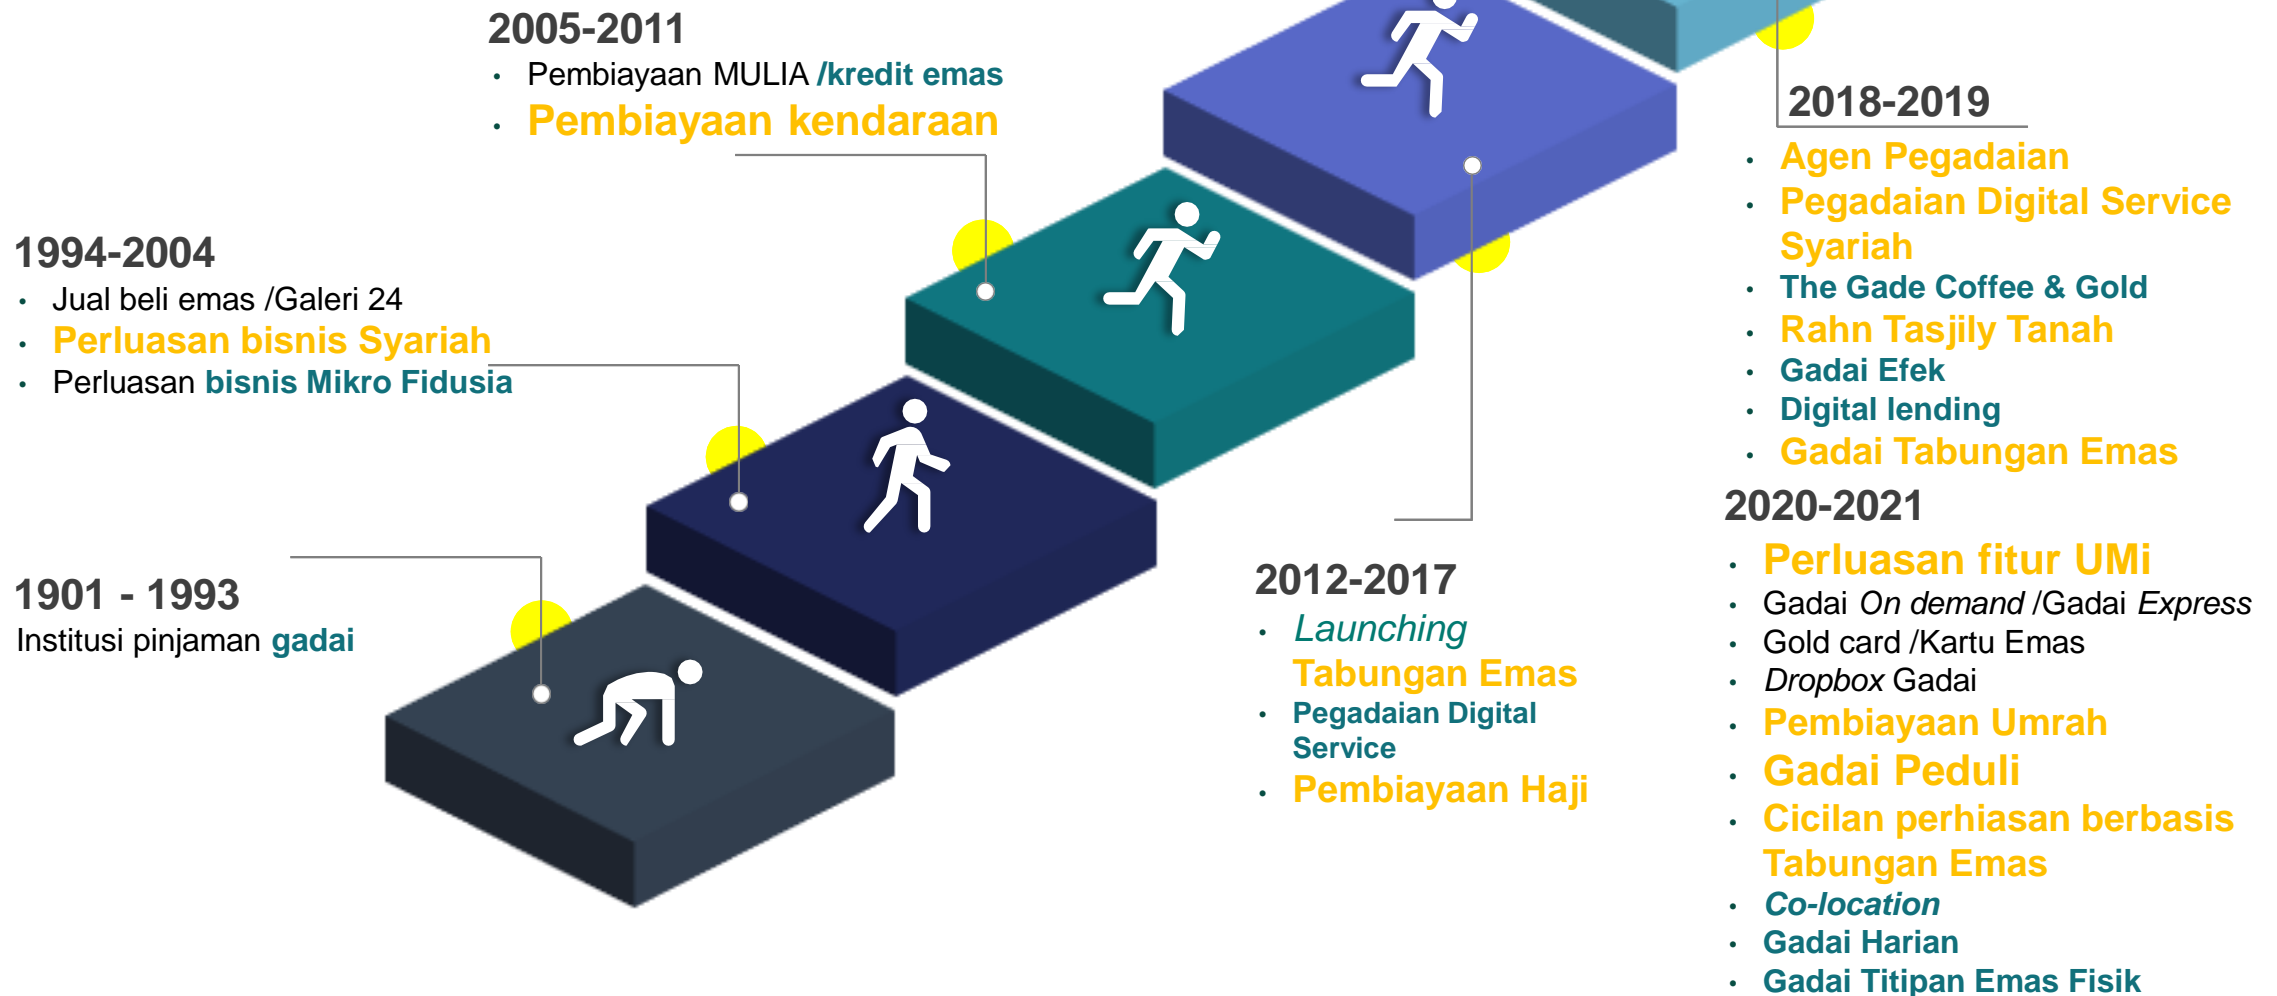 2005-2011
• Pembiayaan MULIA /kredit emas
• Pembiayaan kendaraan
1994-2004
• Jual beli emas /Galeri 24
• Perluasan bisnis Syariah
• Perluasan bisnis Mikro Fidusia
1901 - 1993
Institusi pinjaman gadai
2012-2017
• Launching
Tabungan Emas
• Pegadaian Digital
Service
• Pembiayaan Haji
2018-2019
• Agen Pegadaian
• Pegadaian Digital Service
Syariah
• The Gade Coffee & Gold
• Rahn Tasjily Tanah
• Gadai Efek
• Digital lending
• Gadai Tabungan Emas
2020-2021
• Perluasan fitur UMi
• Gadai On demand /Gadai Express
• Gold card /Kartu Emas
• Dropbox Gadai
• Pembiayaan Umrah
• Gadai Peduli
• Cicilan perhiasan berbasis
Tabungan Emas
• Co-location
• Gadai Harian
• Gadai Titipan Emas Fisik